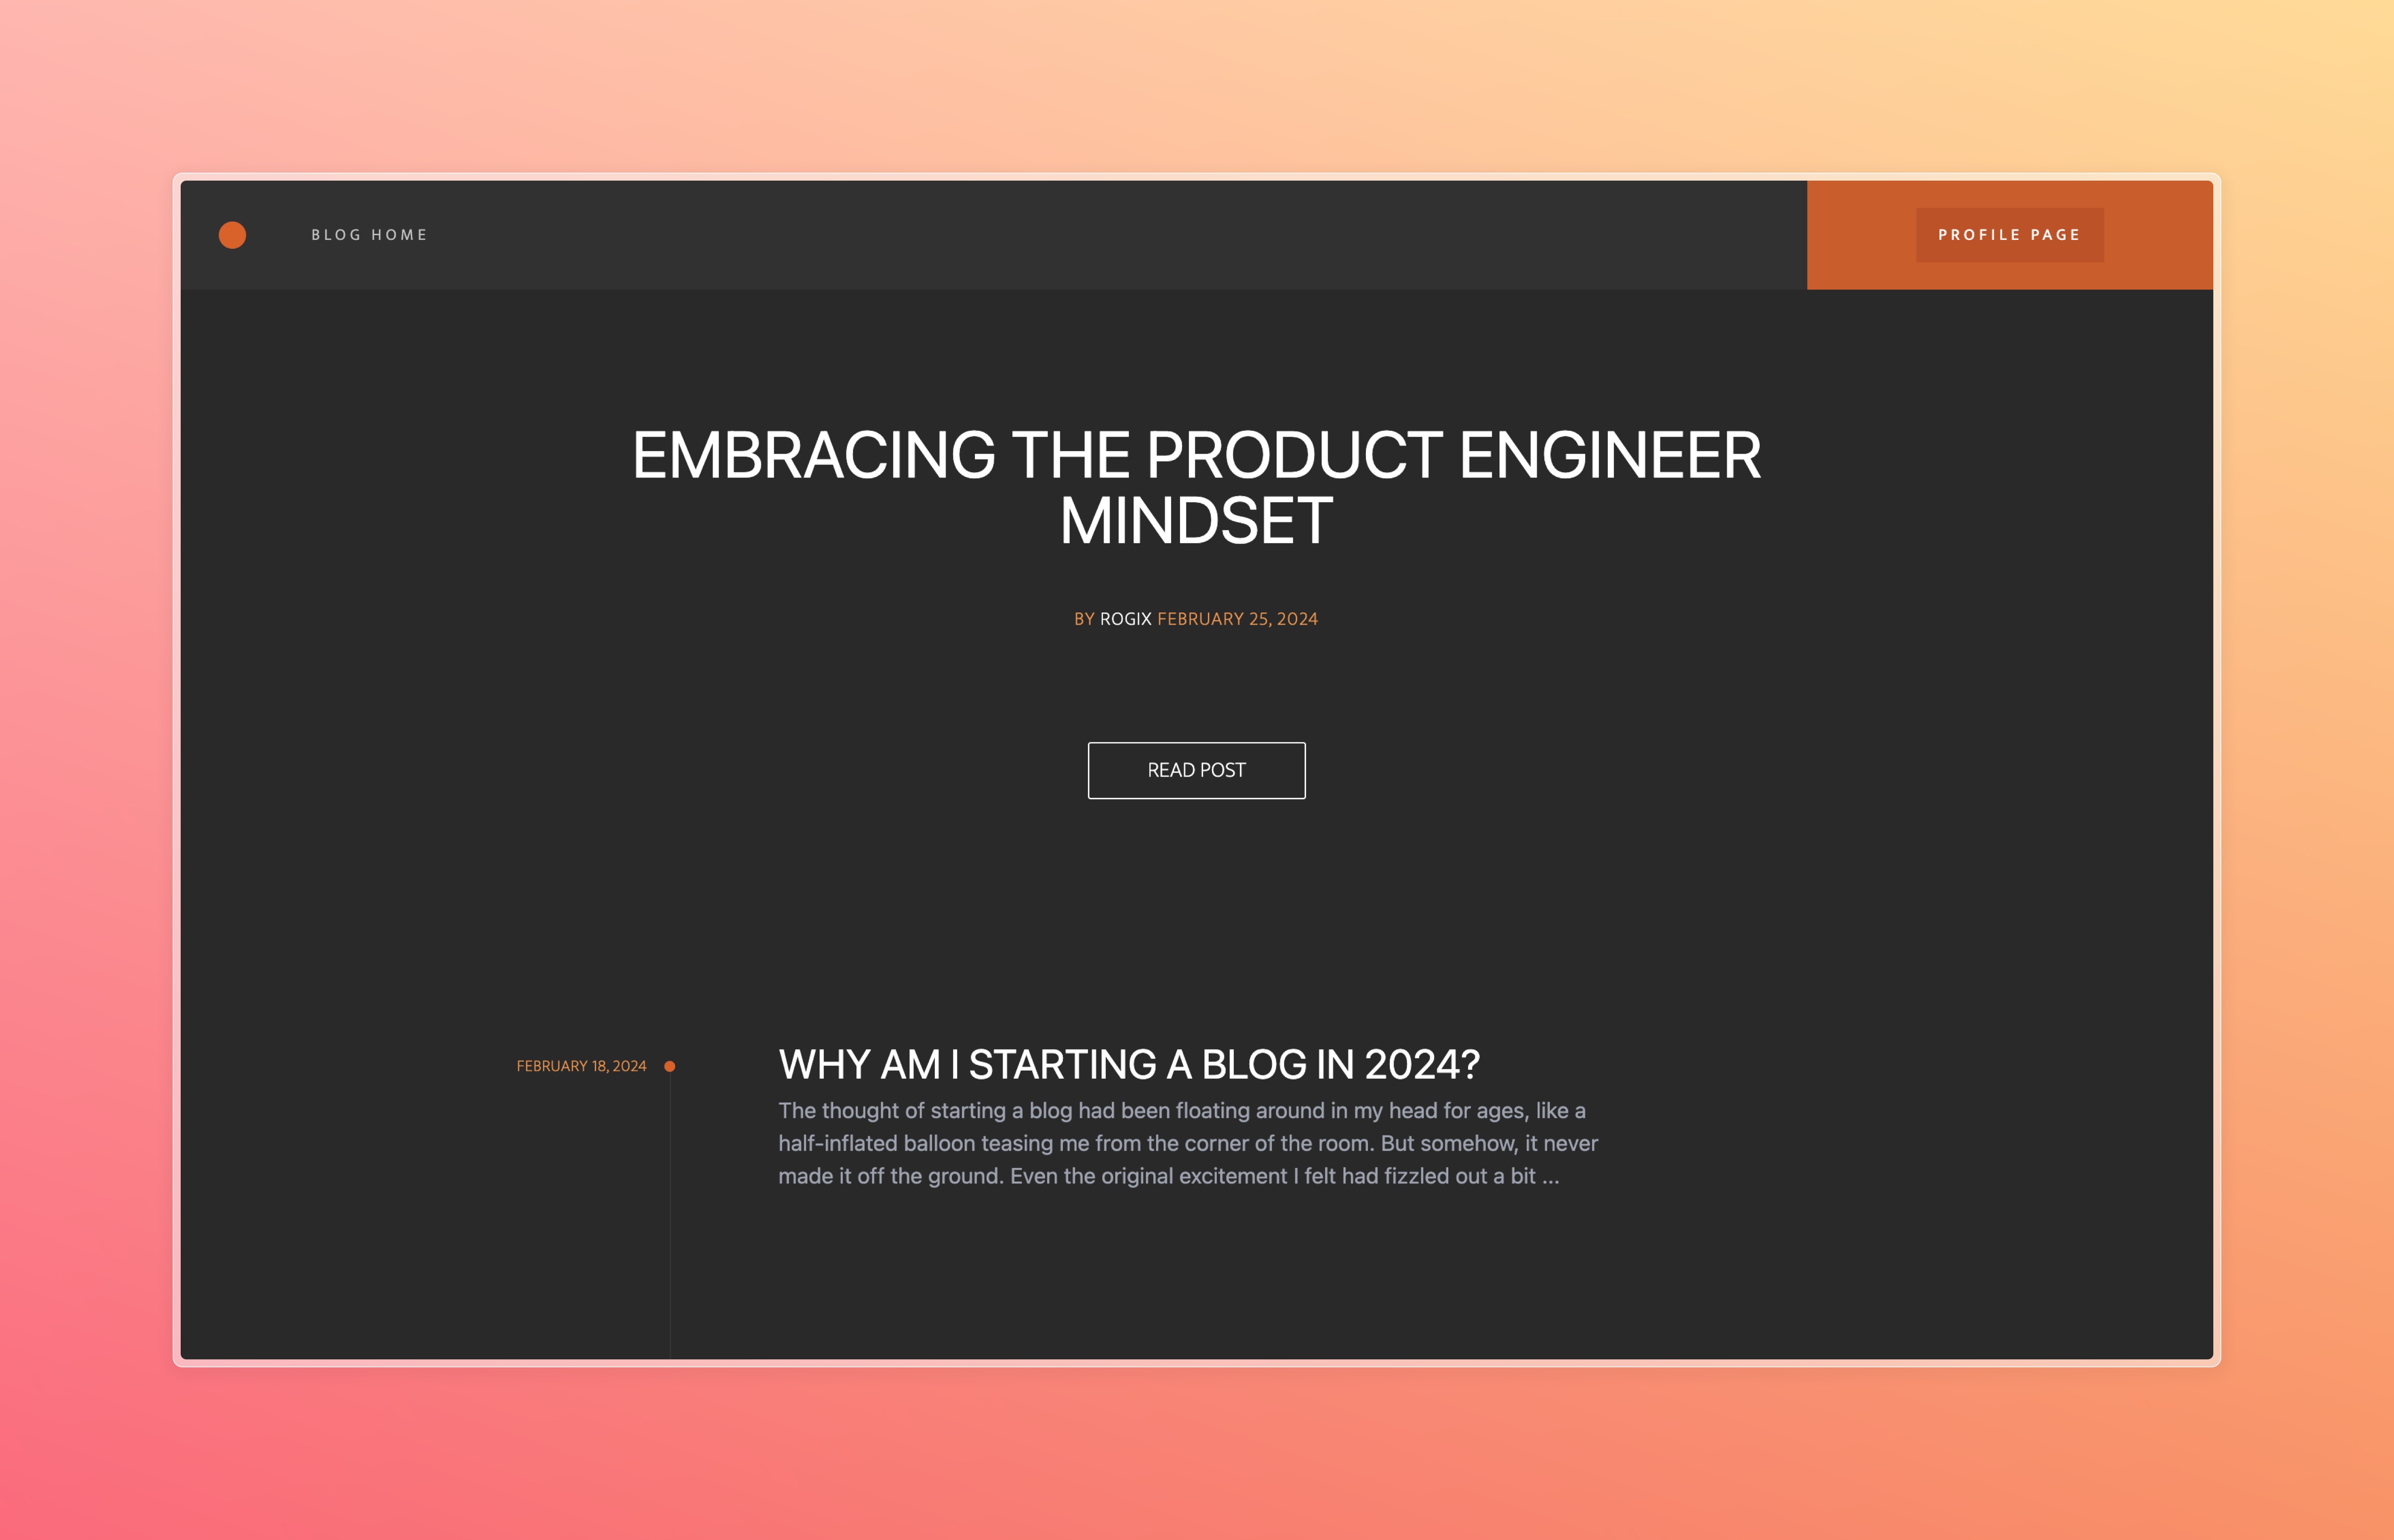 BLOG HOME
PROFILE PAGE
EMBRACING THE PRODUCT ENGINEER
MINDSET
BY ROGIX FEBRUARY 25, 2024
READ POST
FEBRUARY 18, 2024
WHY AM I STARTING A BLOG IN 2024?
The thought of starting a blog had been floating around in my head for ages, like a
half-inflated balloon teasing me from the corner of the room. But somehow, it never
made it off the ground. Even the original excitement I felt had fizzled out a bit ...